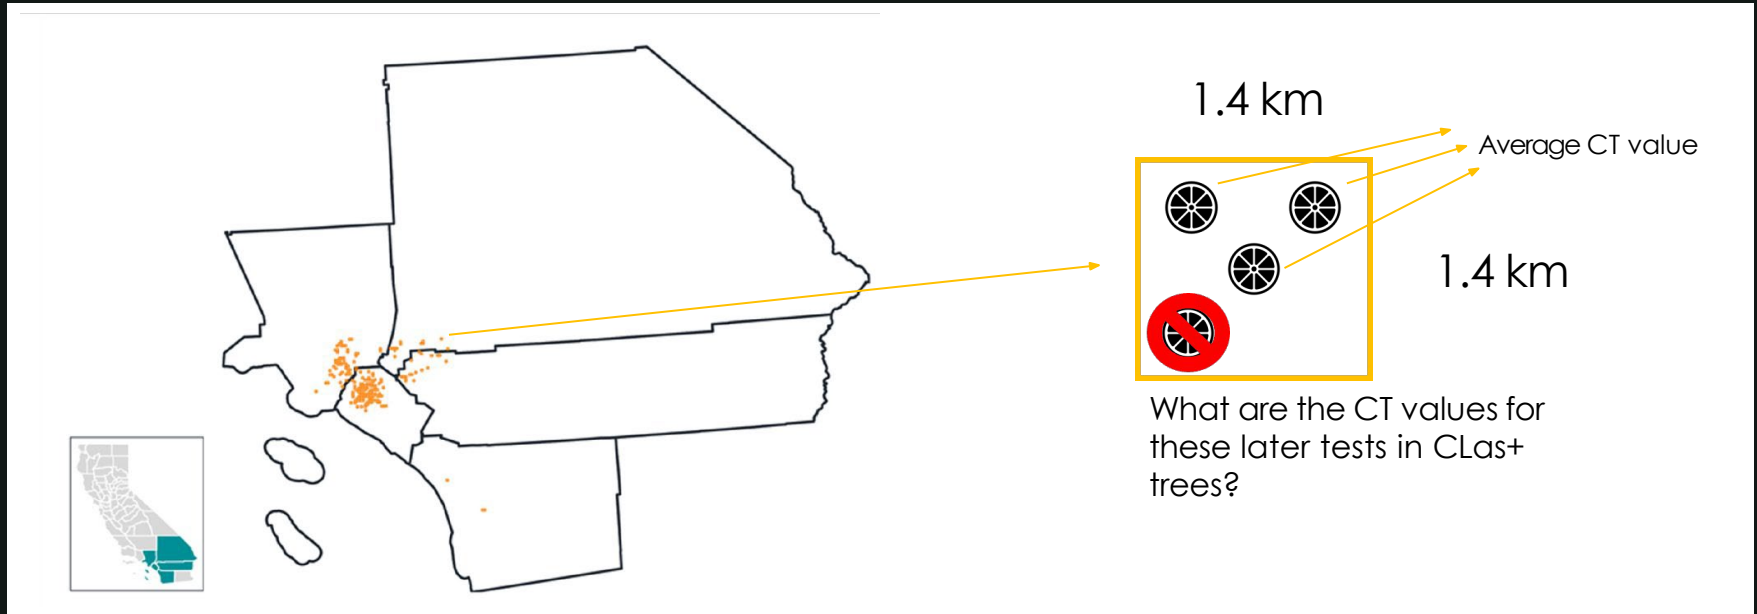 1.4 km
Average CT value
1.4 km
What are the CT values for
these later tests in CLas+
trees?